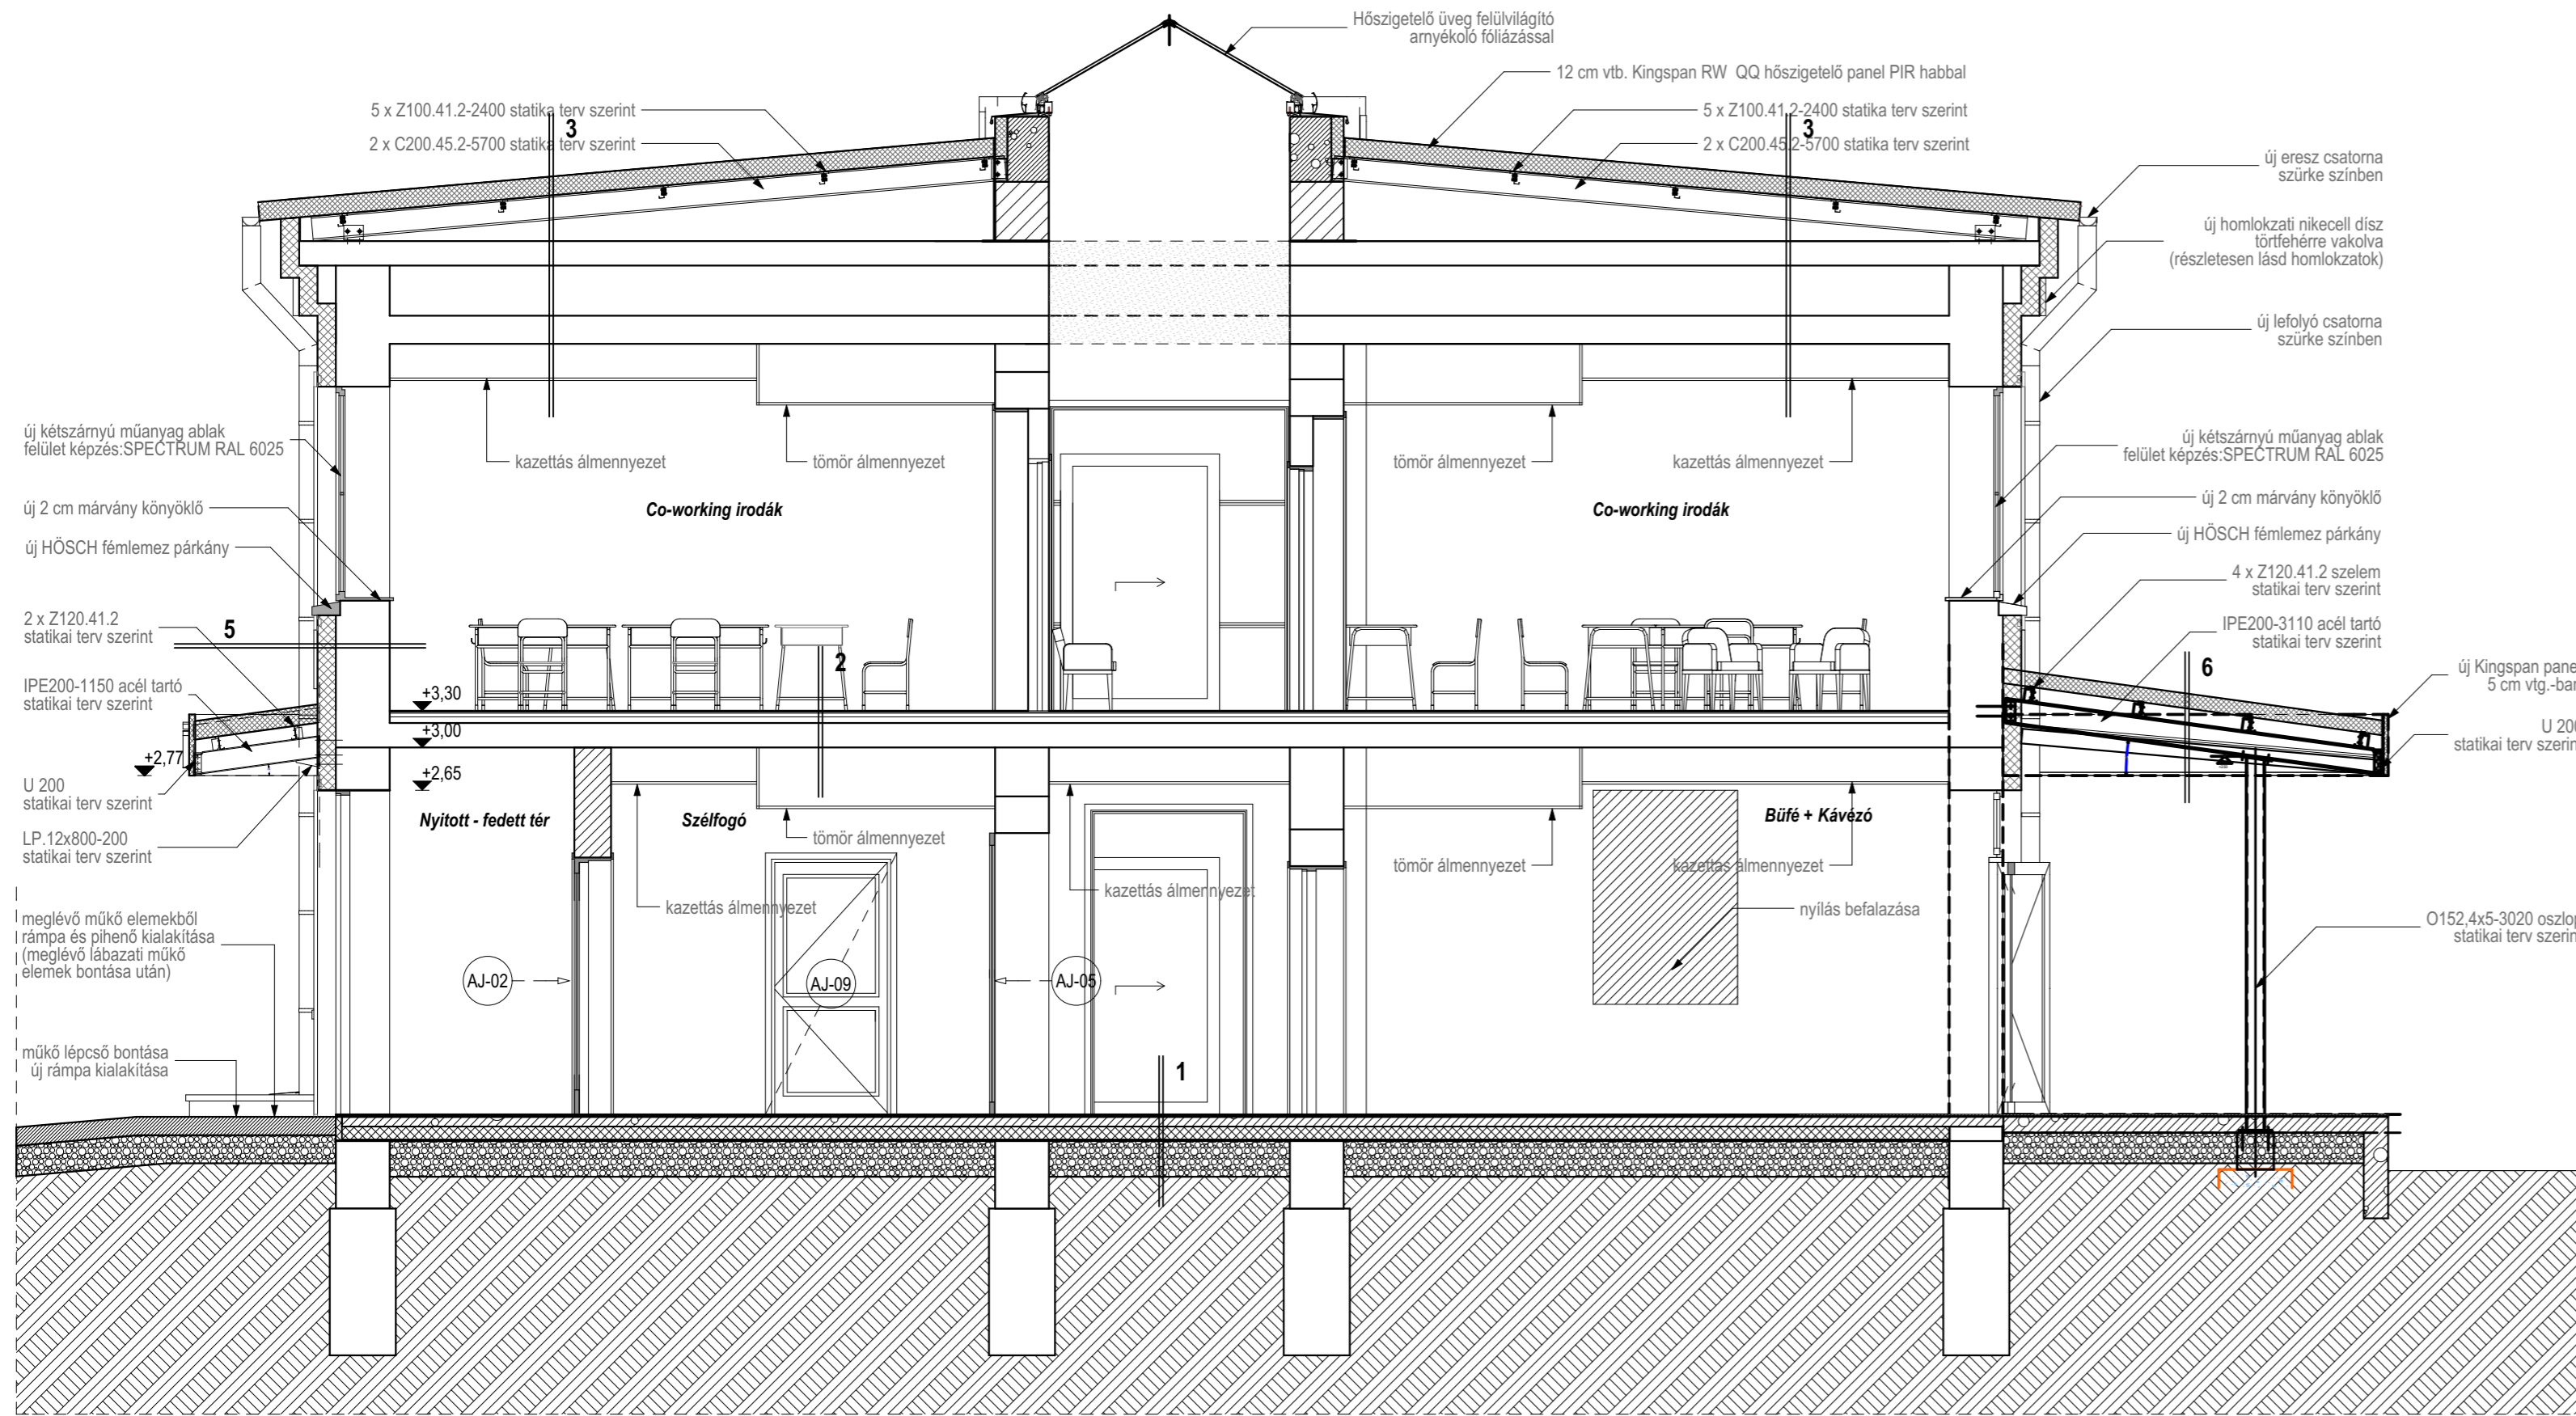 Hőszigetelő üveg felülvilágító
arnyékoló fóliázással
12 cm vtb. Kingspan RW QQ hőszigetelő panel PIR habbal
5 x Z100.41.2-2400 statika terv szerint
3
2 x C200.45.2-5700 statika terv szerint
5 x Z100.41.2-2400 statika terv szerint
3
2 x C200.45.2-5700 statika terv szerint
új eresz csatorna
szürke színben
új homlokzati nikecell dísz
törtfehérre vakolva
(részletesen lásd homlokzatok)
új lefolyó csatorna
szürke színben
új kétszárnyú műanyag ablak
felület képzés:SPECTRUM RAL 6025
kazettás álmennyezet
tömör álmennyezet
tömör álmennyezet
kazettás álmennyezet
új kétszárnyú műanyag ablak
felület képzés:SPECTRUM RAL 6025
új 2 cm márvány könyöklő
Co-working irodák
Co-working irodák
új 2 cm márvány könyöklő
új HÖSCH fémlemez párkány
új HÖSCH fémlemez párkány
4 x Z120.41.2 szelem
statikai terv szerint
2 x Z120.41.2
statikai terv szerint
5
2
IPE200-3110 acél tartó
statikai terv szerint
6
IPE200-1150 acél tartó
statikai terv szerint
új Kingspan pane
5 cm vtg.-ban
+3,30
+3,00
+2,77
+2,65
U 200
statikai terv szerint
U 200
statikai terv szerin
LP.12x800-200
statikai terv szerint
Nyitott - fedett tér
Szélfogó
Büfé + Kávézó
tömör álmennyezet
tömör álmennyezet
kazettás álmennyezet
kazettás álmennyezet
kazettás álmennyezet
nyílás befalazása
meglévő műkő elemekből
rámpa és pihenő kialakítása
(meglévő lábazati műkő
elemek bontása után)
O152,4x5-3020 oszlop
statikai terv szerin
AJ-02
AJ-09
AJ-05
műkő lépcső bontása
új rámpa kialakítása
1